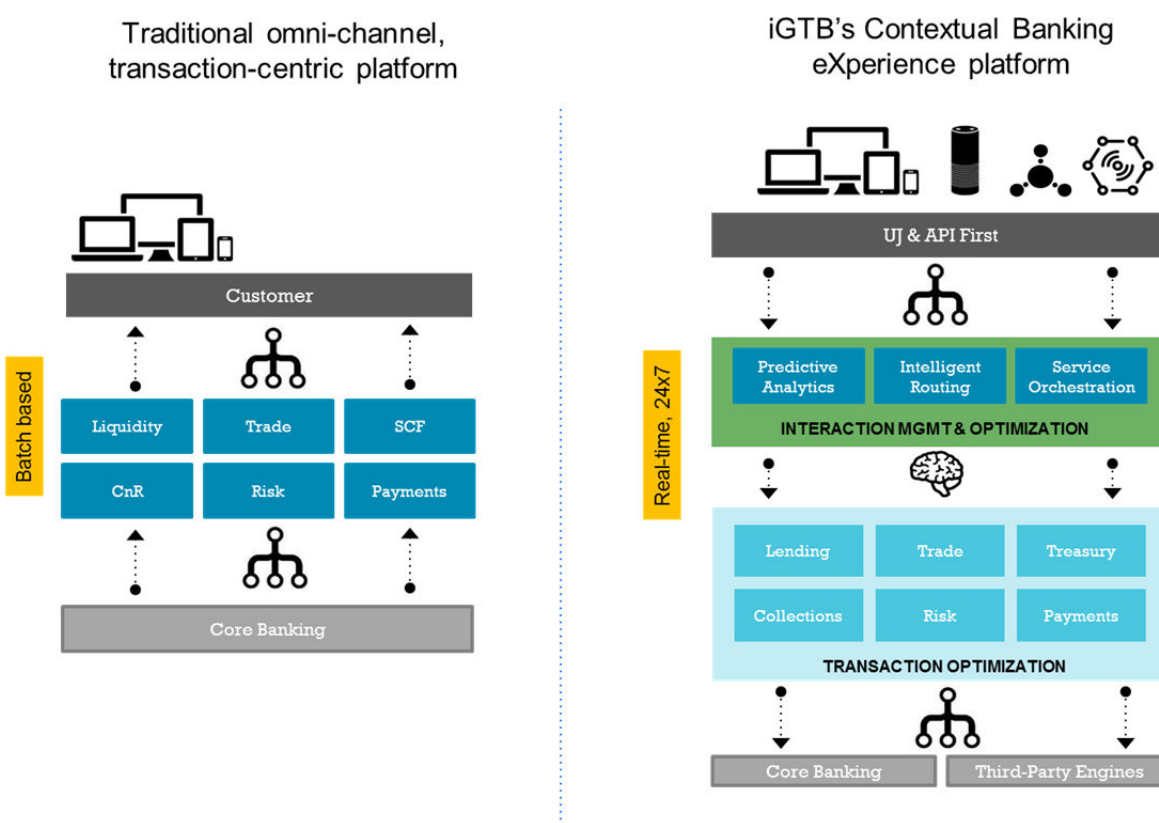 Traditional omni-channel,
transaction-centric platform
Customer
Batch based
Liquidity
Trade
SCF
CnR
Risk
Payments
Core Banking
iGTB's Contextual Banking
eXperience platform
UJ & API First
Real-time, 24x7
Predictive
Analytics
Intelligent
Routing
Service
Orchestration
INTERACTION MGMT & OPTIMIZATION
Lending
Trade
Treasury
Collections
Risk
Payments
TRANSACTION OPTIMIZATION
Core Banking
Third-Party Engines